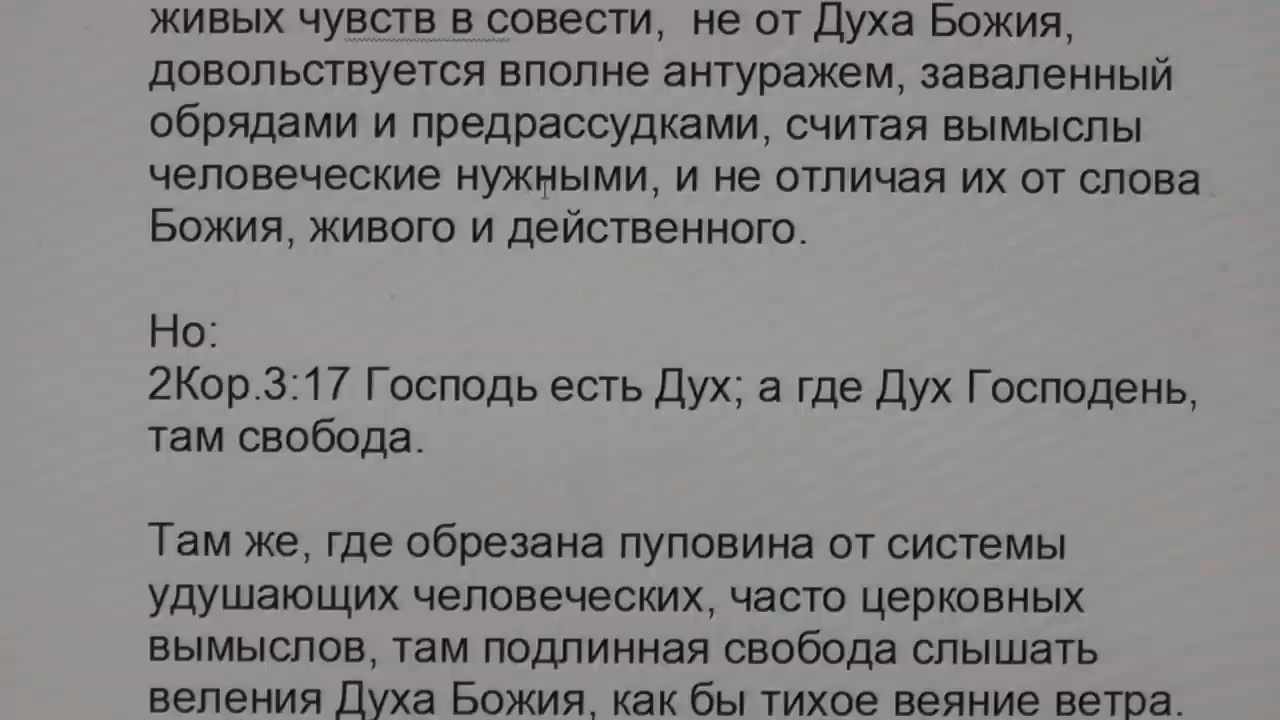 живых чувств в совести, не от Духа Божия,
довольствуется вполне антуражем, заваленный
обрядами и предрассудками, считая вымыслы
человеческие нужными, и не отличая их от слова
Божия, живого и действенного.
Но:
2Кор.3:17 Господь есть Дух; а где Дух Господень,
там свобода.
Там же, где обрезана пуповина от системы
удушающих человеческих, часто церковных
вымыслов, там подлинная свобода слышать
веления Духа Божия, как бы тихое веяние ветра.